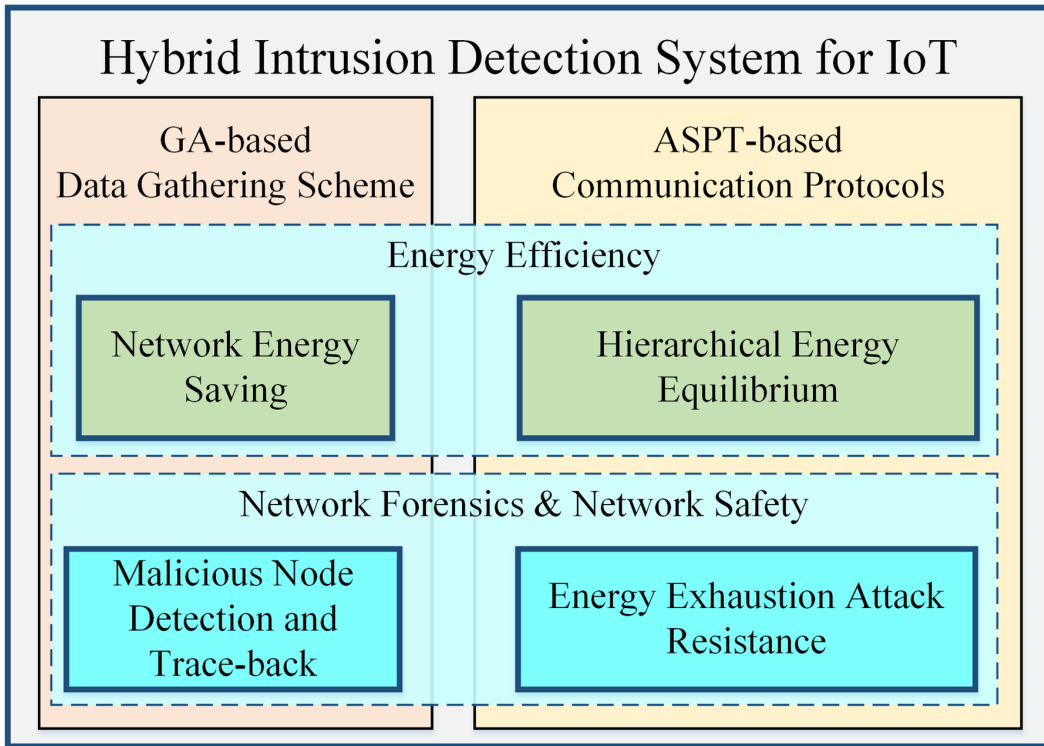 Hybrid Intrusion Detection System for IoT
GA-based
Data Gathering Scheme
ASPT-based
Communication Protocols
Energy Efficiency
Network Energy
Saving
Hierarchical Energy
Equilibrium
Network Forensics & Network Safety
Malicious Node
Detection and
Trace-back
Energy Exhaustion Attack
Resistance